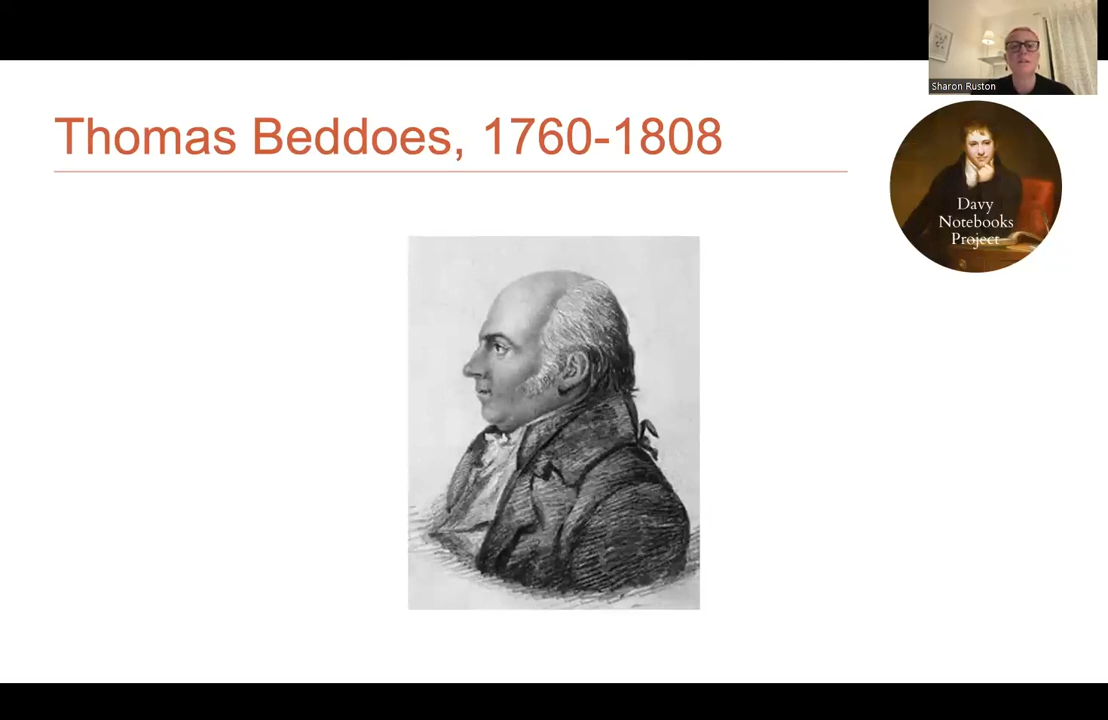 Sharon Ruston
Thomas Beddoes, 1760-1808
Davy
Notebooks
Project